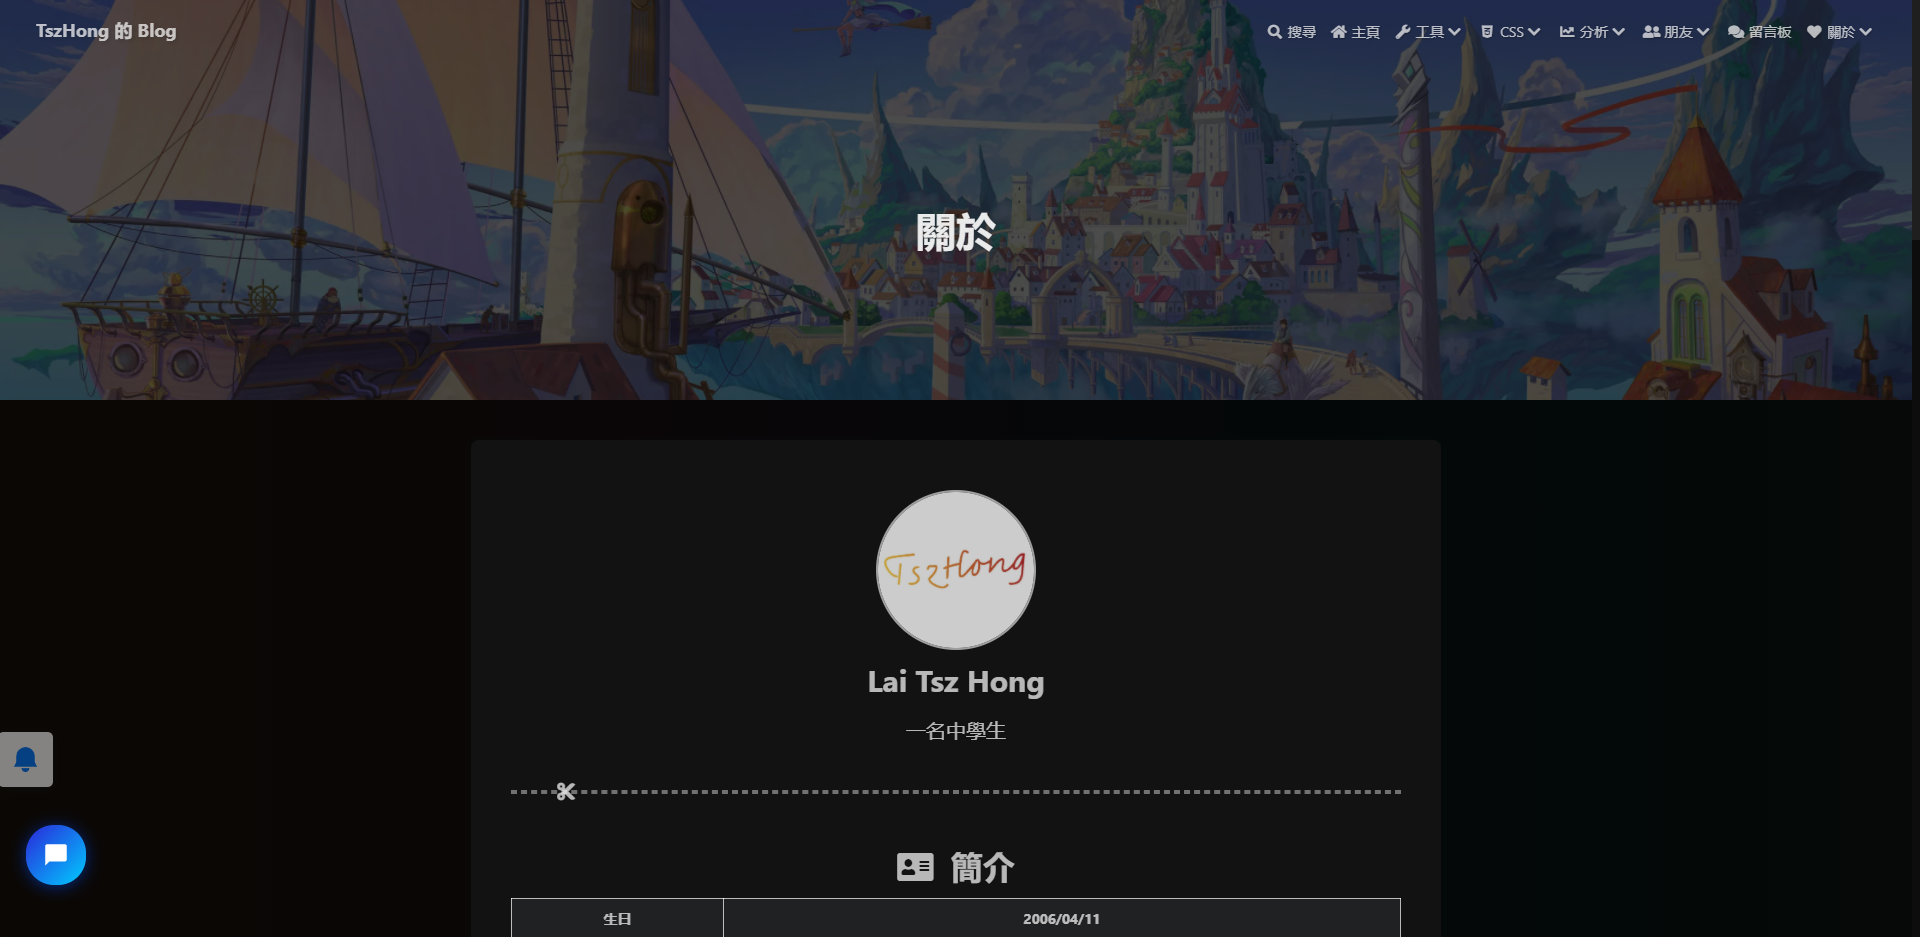 TszHong 的 Blog
搜尋 主頁 工具 CSS 分析 朋友 留言板 關於
關於
TszHong
Lai Tsz Hong
一名中學生
簡介
生日 2006/04/11